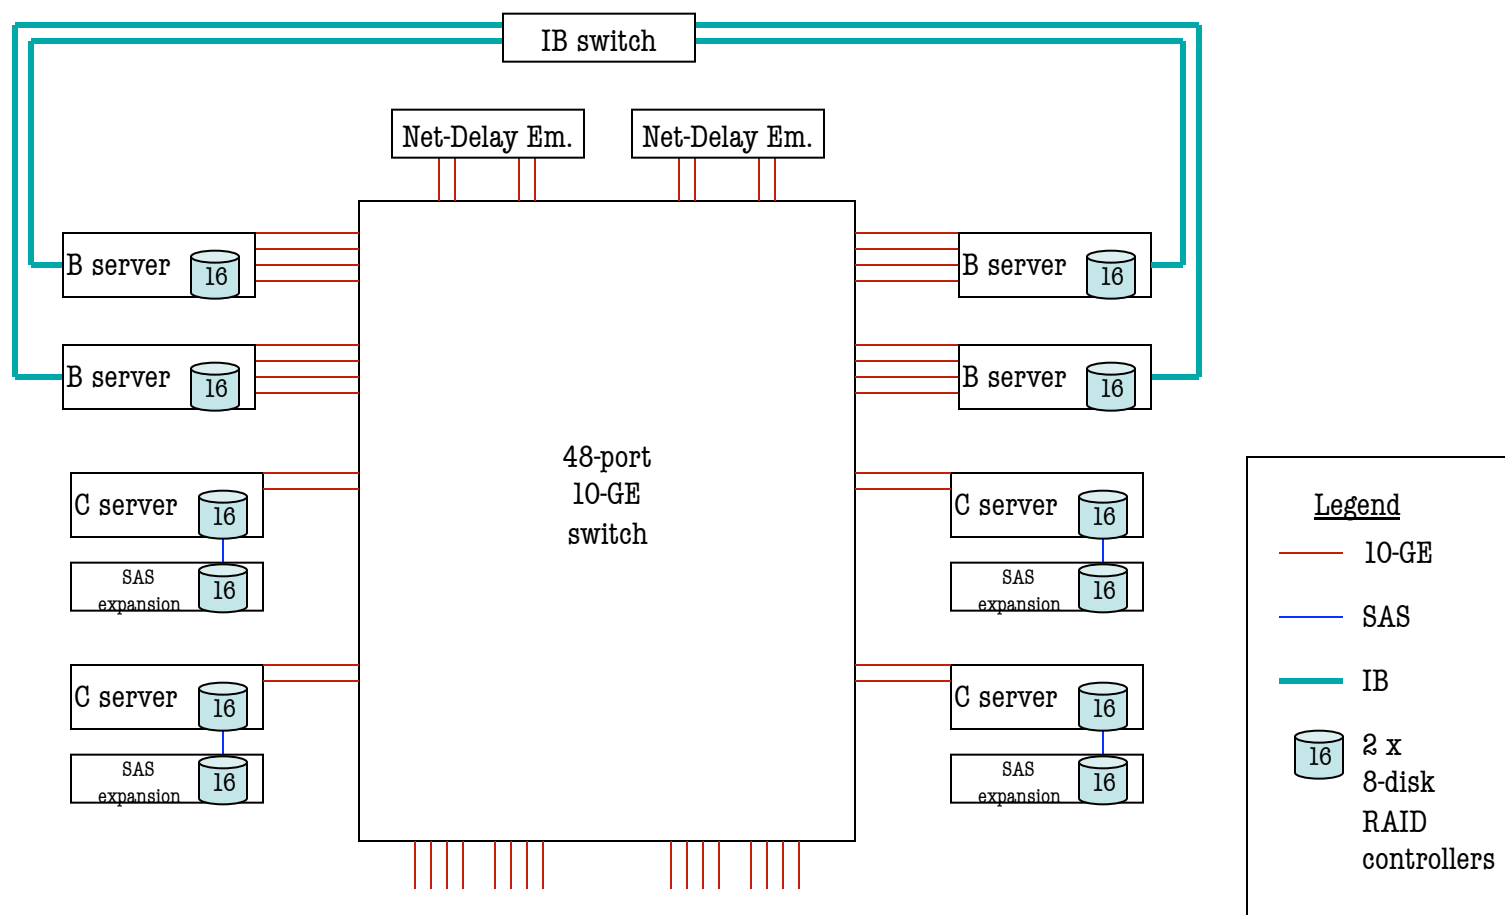 IB switch
Net-Delay Em.
Net-Delay Em.
B server
16
B server
16
B server
16
B server
16
48-port
10-GE
switch
C server
16
C server
16
SAS
expansion
16
SAS
expansion
16
C server
16
C server
16
SAS
expansion
16
SAS
expansion
16
Legend
10-GE
SAS
IB
16
2 x
8-disk
RAID
controllers